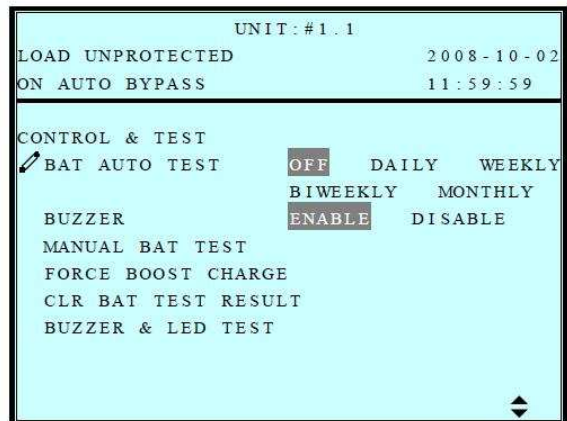 UNIT:#1.1
LOAD UNPROTECTED 2008-10-02
ON AUTO BYPASS 11:59:59
CONTROL & TEST
BAT AUTO TEST OFF DAILY WEEKLY
BIWEEKLY MONTHLY
BUZZER ENABLE DISABLE
MANUAL BAT TEST
FORCE BOOST CHARGE
CLR BAT TEST RESULT
BUZZER & LED TEST